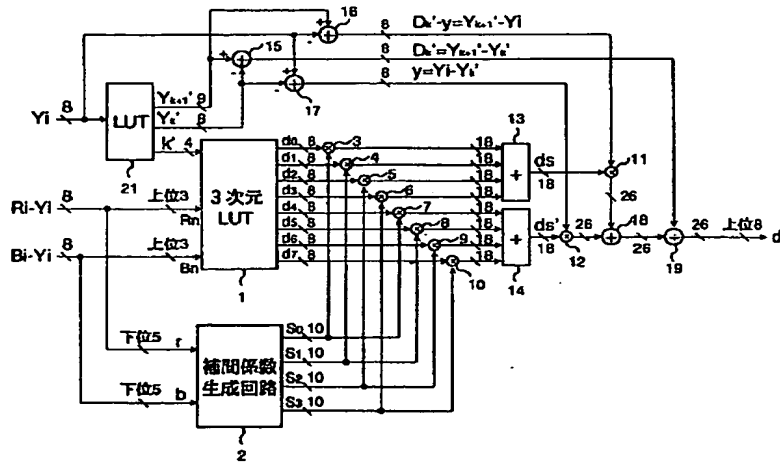 16
8
Dk'-y=Yk+1'-Yi
15
8
Dk'=Yk+1'-Yk'
8
y=Yi-Yk'
17
Yi 8
LUT
Yk+1' 9
Yk' 8
k' 4
21
Ri-Yi 8
上位3
Rn
Bi-Yi 8
上位3
Bn
3次元
LUT
1
d0 8
d1 8
d2 8
d3 8
d4 8
d5 8
d6 8
d7 8
3
4
5
6
7
8
9
10
18
18
18
18
18
18
18
18
13
+
ds
18
11
26
14
+
ds'
18
12
26
18
26
19
26
上位8
d
下位5
r
下位5
b
補間係数
生成回路
2
S0 10
S1 10
S2 10
S3 10